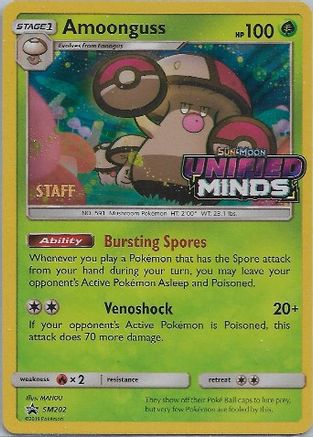 STAGE 1 Amoonguss HP 100
Evolves from Foongus
STAFF
SUN & MOON
UNIFIED
MINDS
NO. 591 Mushroom Pokémon HT: 2'00" WT: 23.1 lbs.
Ability Bursting Spores
Whenever you play a Pokémon that has the Spore attack
from your hand during your turn, you may leave your
opponent's Active Pokémon Asleep and Poisoned.
Venoshock 20+
If your opponent's Active Pokémon is Poisoned, this
attack does 70 more damage.
weakness × 2 resistance retreat
Illus. MAHOU
SM202
©2019 Pokémon
They show off their Poké Ball caps to lure prey,
but very few Pokémon are fooled by this.